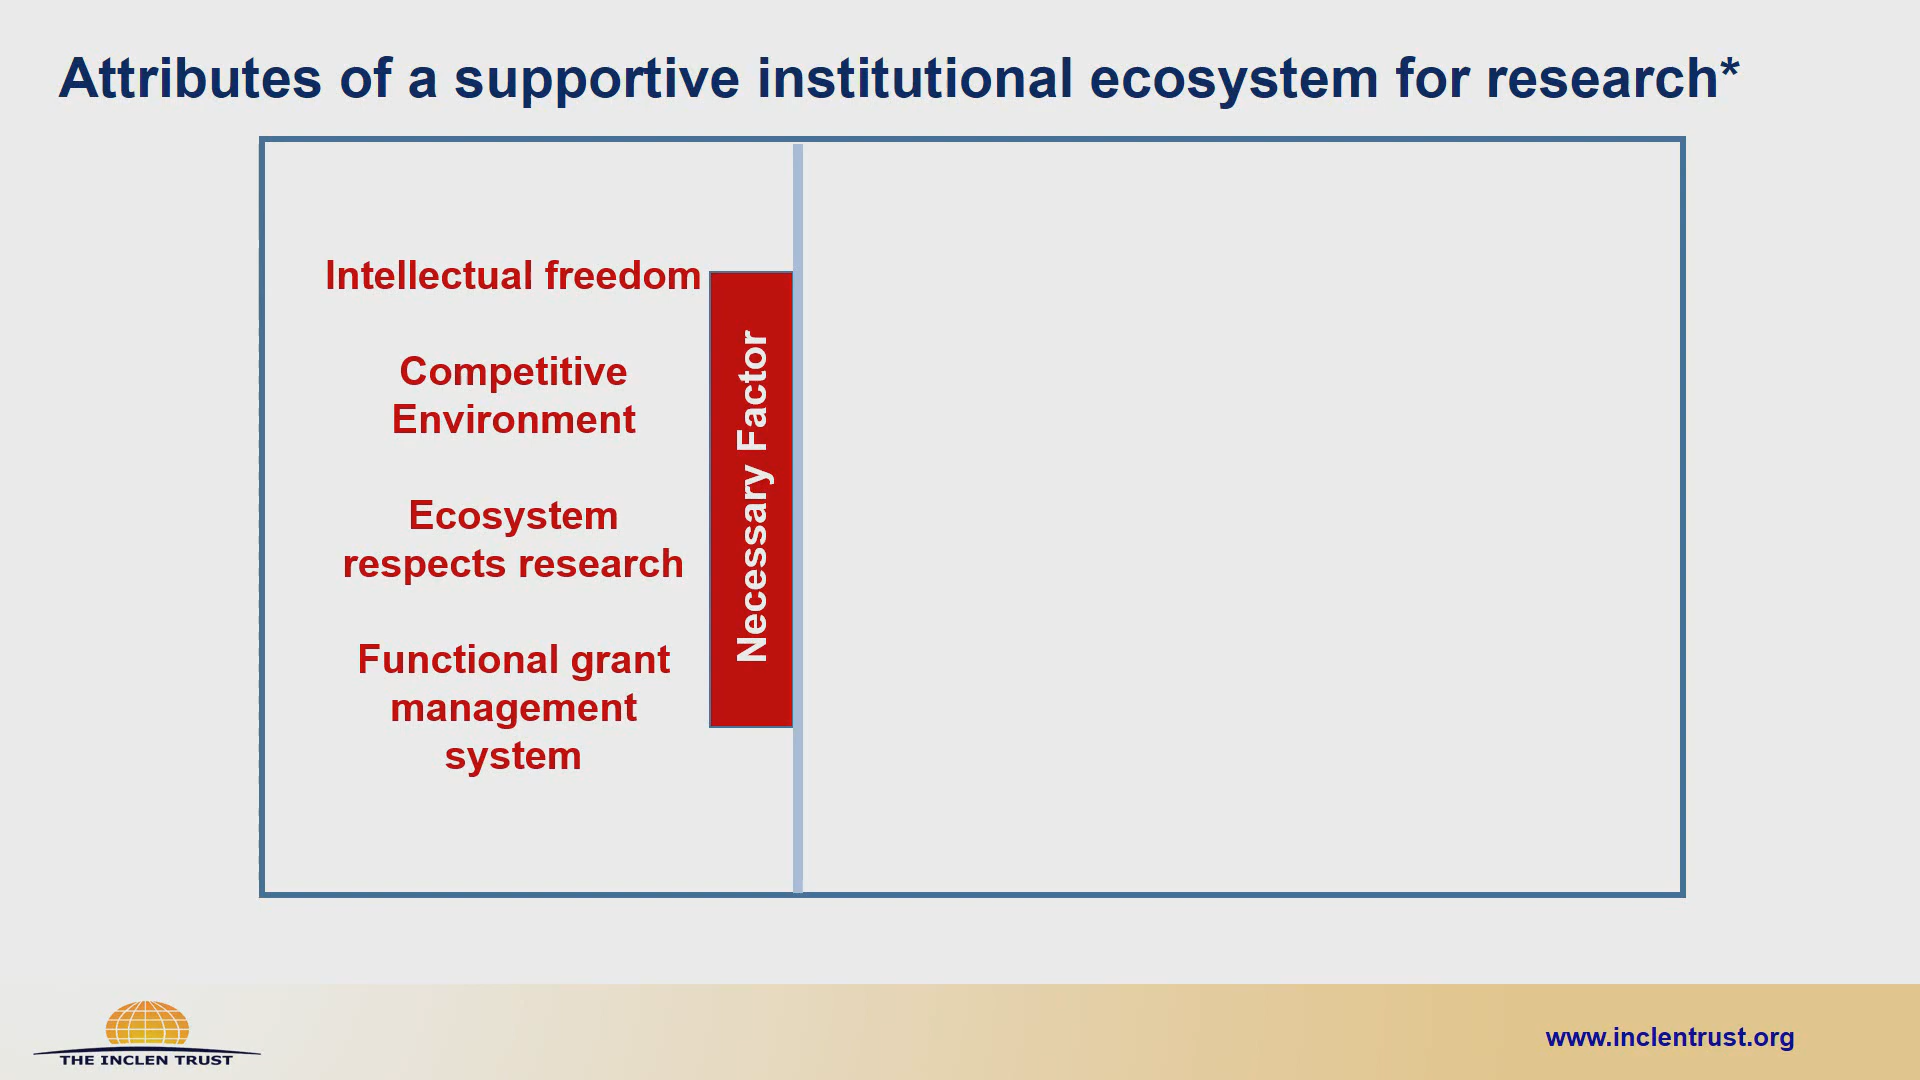 Attributes of a supportive institutional ecosystem for research*
Intellectual freedom
Competitive
Environment
Ecosystem
respects research
Functional grant
management
system
Necessary Factor
THE INCLEN TRUST
www.inclentrust.org